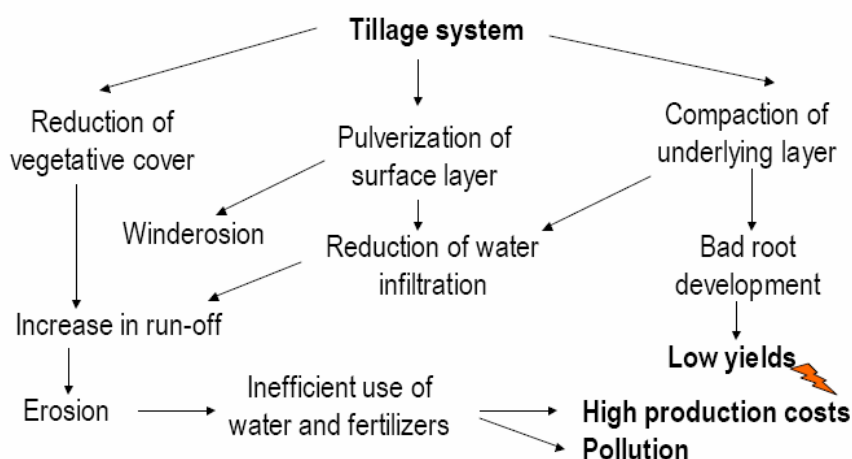 Tillage system
Reduction of
vegetative cover
Pulverization of
surface layer
Compaction of
underlying layer
Winderosion
Reduction of water
infiltration
Bad root
development
Increase in run-off
Low yields
Erosion
Inefficient use of
water and fertilizers
High production costs
Pollution